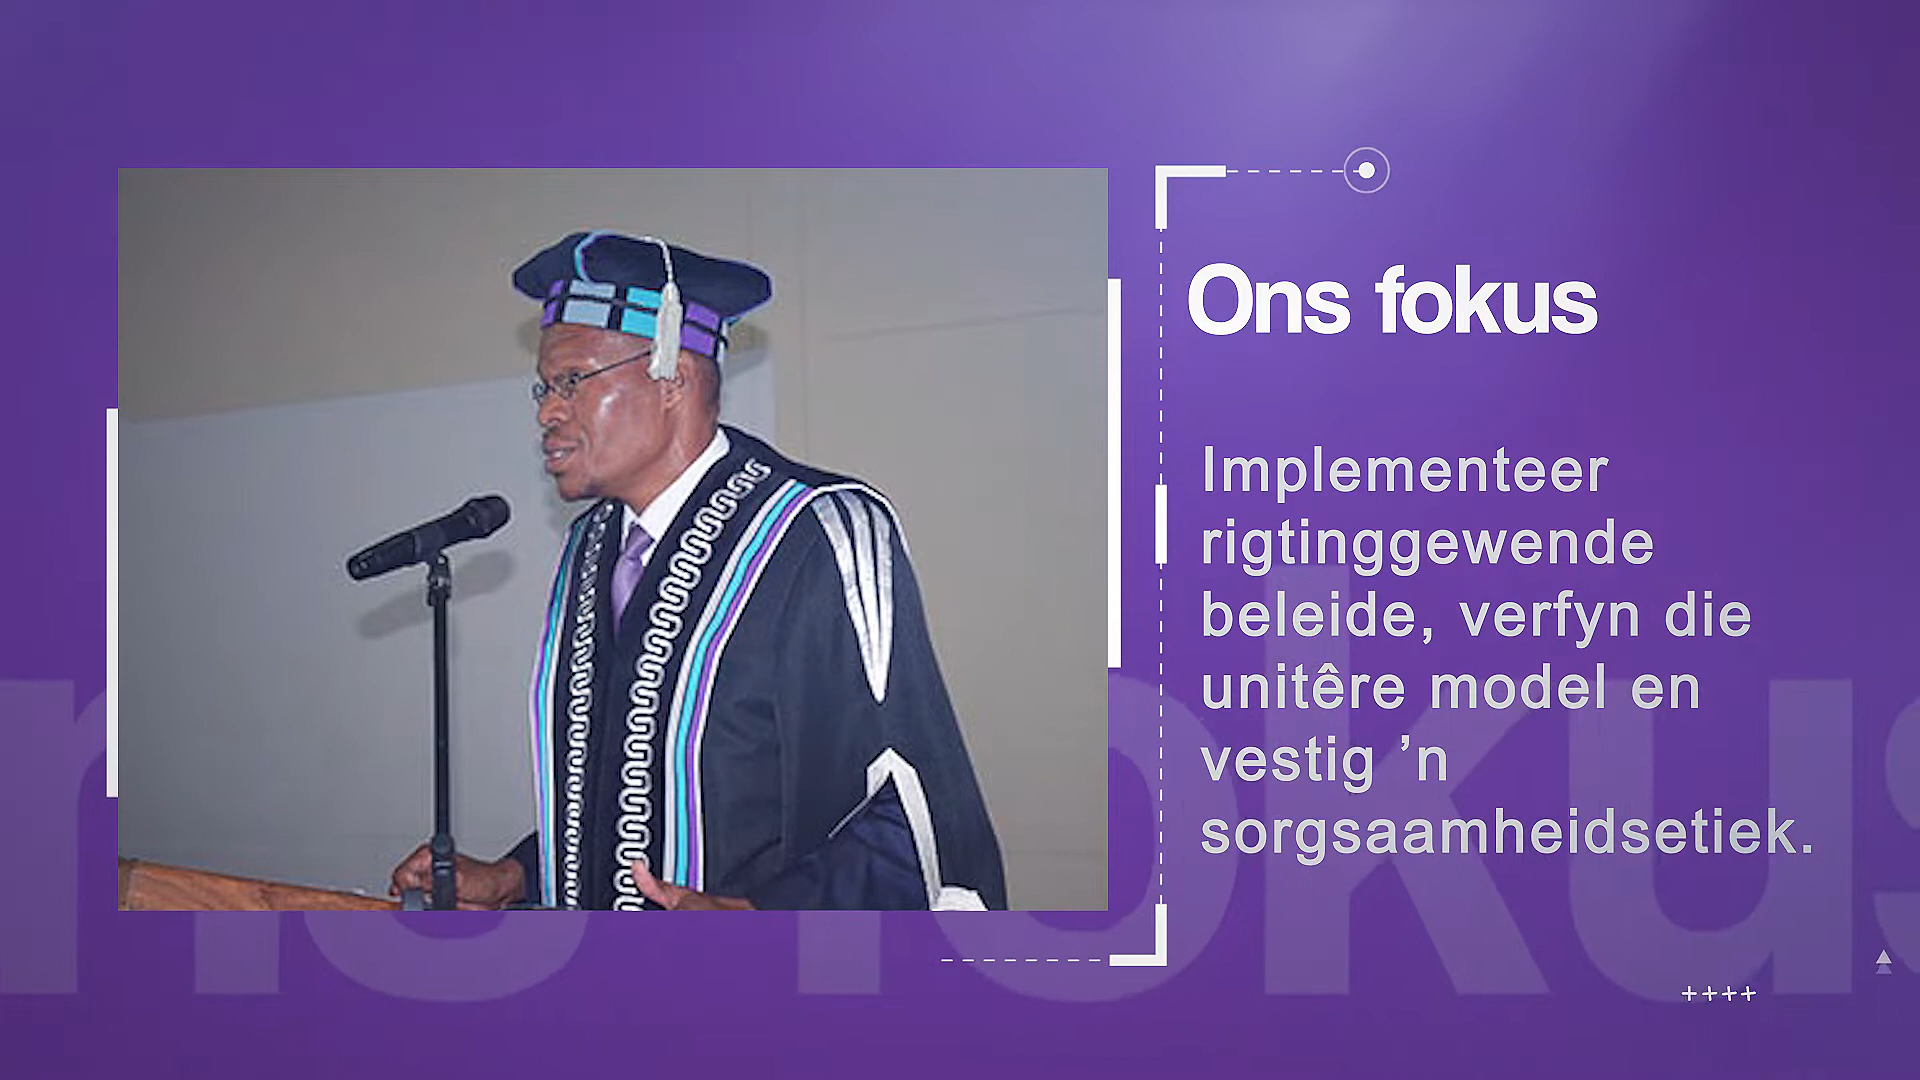 Ons fokus
Implementeer
rigtinggewende
beleide, verfyn die
unitêre model en
vestig ’n
sorgsaamheidsetiek.